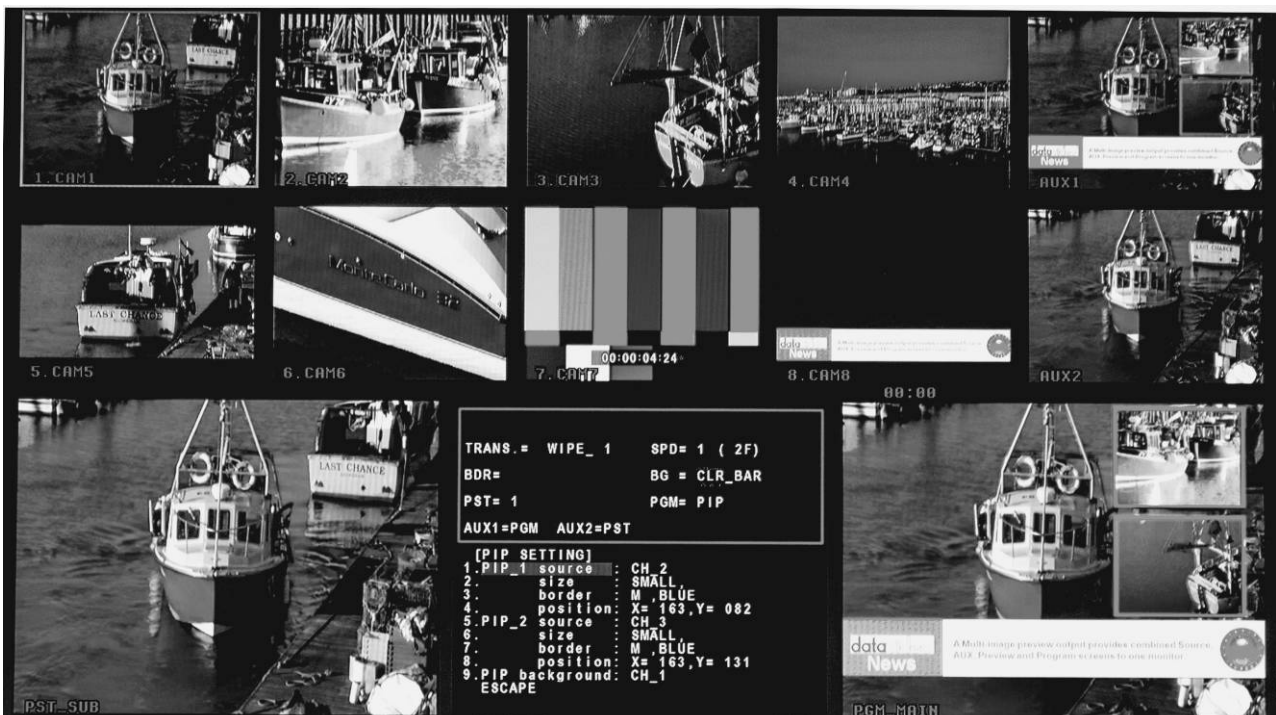 LAST CHANCE
1.CAM1
2.CAM2
3.CAM3
4.CAM4
data
News
AUX1
LAST CHANCE
5.CAM5
6.CAM6
00:00:04:24
7.CAM7
data
News
8.CAM8
LAST CHANCE
AUX2
00:00
LAST CHANCE
PST_SUB
TRANS.= WIPE_ 1 SPD= 1 ( 2F)
BDR= BG = CLR_BAR
PST= 1 PGM= PIP
AUX1=PGM AUX2=PST
[PIP SETTING]
1.PIP_1 source : CH_2
2. size : SMALL,
3. border : M ,BLUE
4. position: X= 163,Y= 082
5.PIP_2 source : CH_3
6. size : SMALL,
7. border : M ,BLUE
8. position: X= 163,Y= 131
9.PIP background: CH_1
ESCAPE
data
News
A Multi-image preview output provides combined Source,
AUX, Preview and Program screens to one monitor.
PGM_MAIN